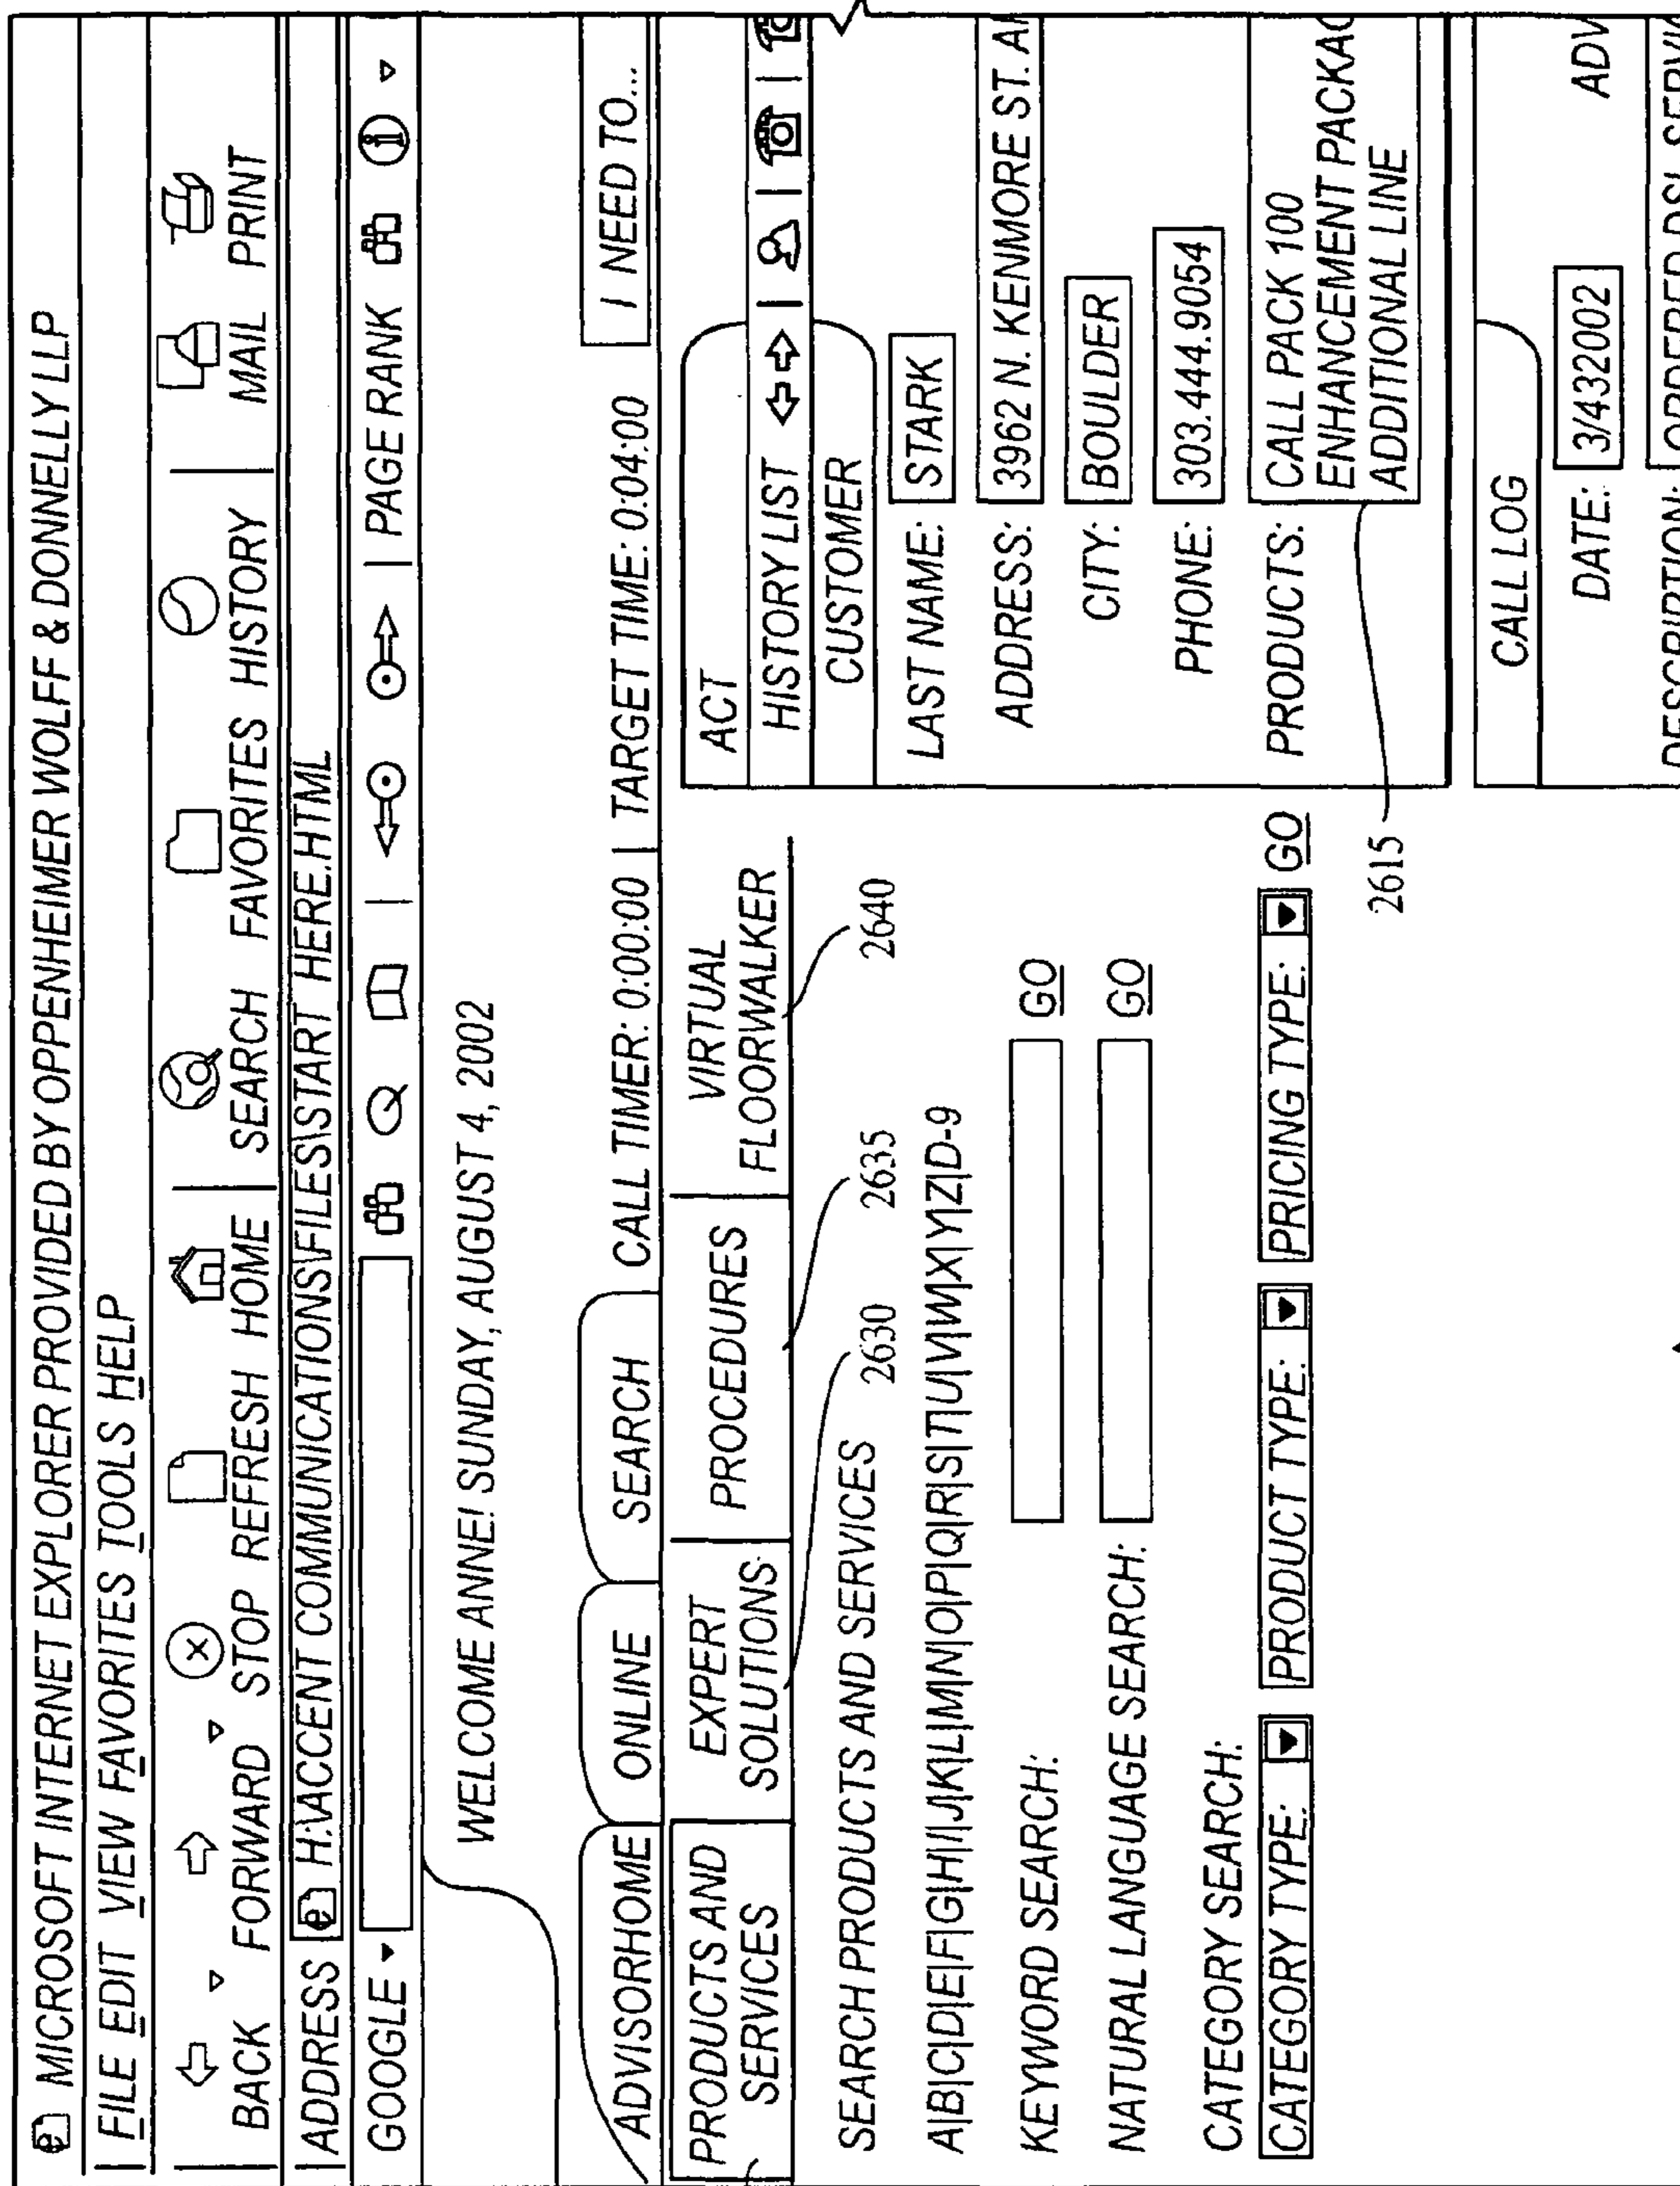 MICROSOFT INTERNET EXPLORER PROVIDED BY OPPENHEIMER WOLFF & DONNELLY LLP
FILE EDIT VIEW FAVORITES TOOLS HELP
BACK FORWARD STOP REFRESH HOME SEARCH FAVORITES HISTORY MAIL PRINT
ADDRESS H:\ACCENT COMMUNICATIONS\FILES\START HERE.HTML
GOOGLE PAGE RANK
WELCOME ANNE! SUNDAY, AUGUST 4, 2002
I NEED TO...
ADVISORHOME ONLINE SEARCH CALL TIMER: 0:00:00 | TARGET TIME: 0:04:00
PRODUCTS AND SERVICES
EXPERT SOLUTIONS
PROCEDURES
VIRTUAL FLOORWALKER
2630
2635
2640
SEARCH PRODUCTS AND SERVICES
A|B|C|D|E|F|G|H|I|J|K|L|M|N|O|P|Q|R|S|T|U|V|W|X|Y|Z|D-9
KEYWORD SEARCH: GO
NATURAL LANGUAGE SEARCH: GO
CATEGORY SEARCH:
CATEGORY TYPE: PRODUCT TYPE: PRICING TYPE: GO
2615
ACT
HISTORY LIST
CUSTOMER
LAST NAME: STARK
ADDRESS: 3962 N. KENMORE ST.
CITY: BOULDER
PHONE: 303.444.9054
PRODUCTS: CALL PACK 100
ENHANCEMENT PACKAG
ADDITIONAL LINE
CALL LOG
DATE: 3/432002 ADV
DESCRIPTION: ORDERED DSL SERVIC